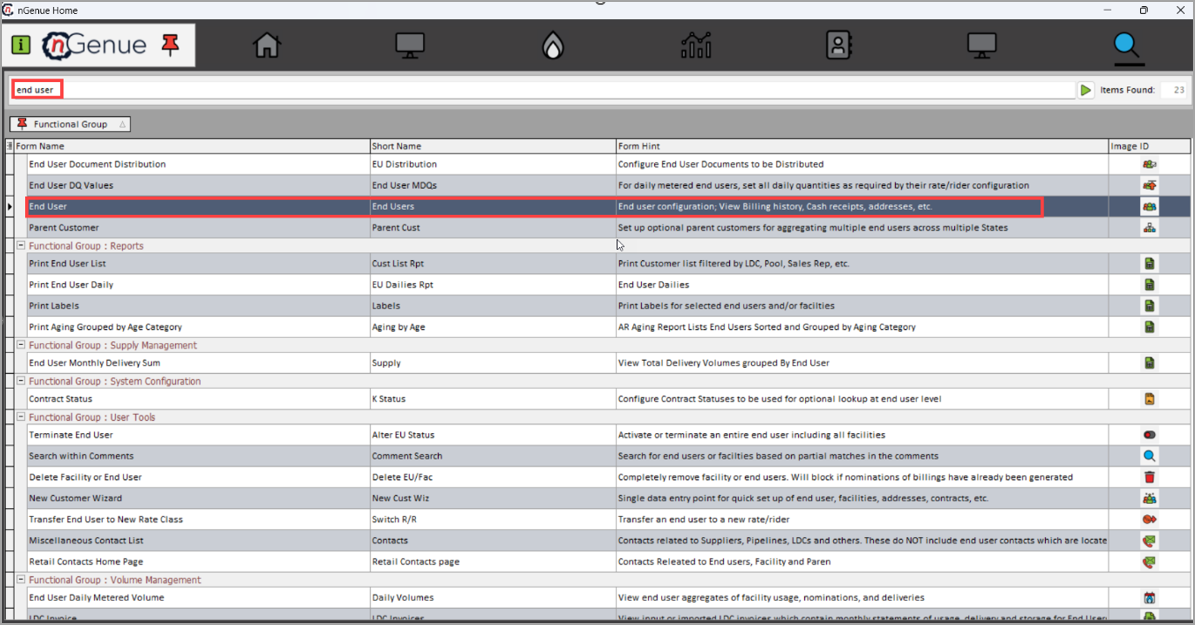 nGenue Home
i nGenue
end user
Items Found: 23
Functional Group
Form Name Short Name Form Hint Image ID
End User Document Distribution EU Distribution Configure End User Documents to be Distributed
End User DQ Values End User MDQs For daily metered end users, set all daily quantities as required by their rate/rider configuration
End User End Users End user configuration; View Billing history, Cash receipts, addresses, etc.
Parent Customer Parent Cust Set up optional parent customers for aggregating multiple end users across multiple States
Functional Group : Reports
Print End User List Cust List Rpt Print Customer list filtered by LDC, Pool, Sales Rep, etc.
Print End User Daily EU Dailies Rpt End User Dailies
Print Labels Labels Print Labels for selected end users and/or facilties
Print Aging Grouped by Age Category Aging by Age AR Aging Report Lists End Users Sorted and Grouped by Aging Category
Functional Group : Supply Management
End User Monthly Delivery Sum Supply View Total Delivery Volumes grouped By End User
Functional Group : System Configuration
Contract Status K Status Configure Contract Statuses to be used for optional lookup at end user level
Functional Group : User Tools
Terminate End User Alter EU Status Activate or terminate an entire end user including all facilities
Search within Comments Comment Search Search for end users or facilties based on partial matches in the comments
Delete Facility or End User Delete EU/Fac Completely remove facility or end users. Will block if nominations of billings have already been generated
New Customer Wizard New Cust Wiz Single data entry point for quick set up of end user, facilities, addresses, contracts, etc.
Transfer End User to New Rate Class Switch R/R Transfer an end user to a new rate/rider
Miscellaneous Contact List Contacts Contacts related to Suppliers, Pipelines, LDCs and others. These do NOT include end user contacts which are locate
Retail Contacts Home Page Retail Contacts page Contacts Releated to End users, Facility and Paren
Functional Group : Volume Management
End User Daily Metered Volume Daily Volumes View end user aggregates of facility usage, nominations, and deliveries
LDC Invoice LDC Invoices View input or imported LDC invoices which contain monthly statements of usage, delivery and storage for End User